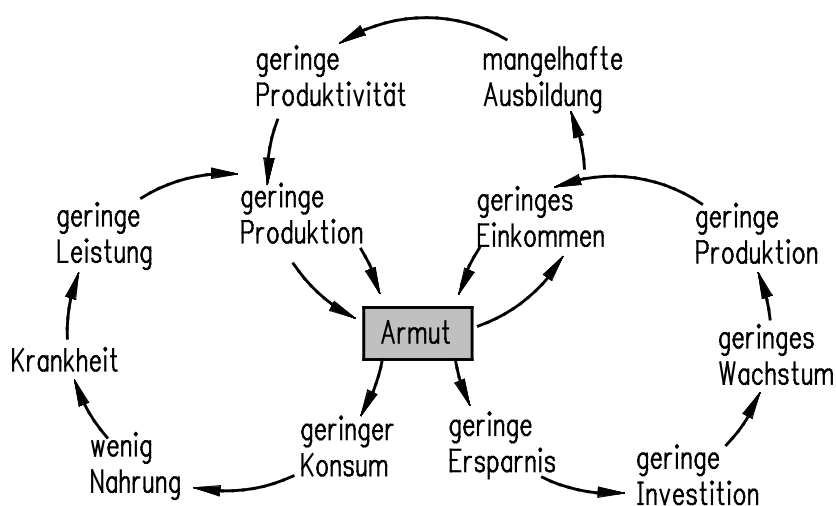 geringe
Produktivität
mangelhafte
Ausbildung
geringe
Leistung
geringe
Produktion
geringes
Einkommen
geringe
Produktion
Armut
Krankheit
geringes
Wachstum
wenig
Nahrung
geringer
Konsum
geringe
Ersparnis
geringe
Investition